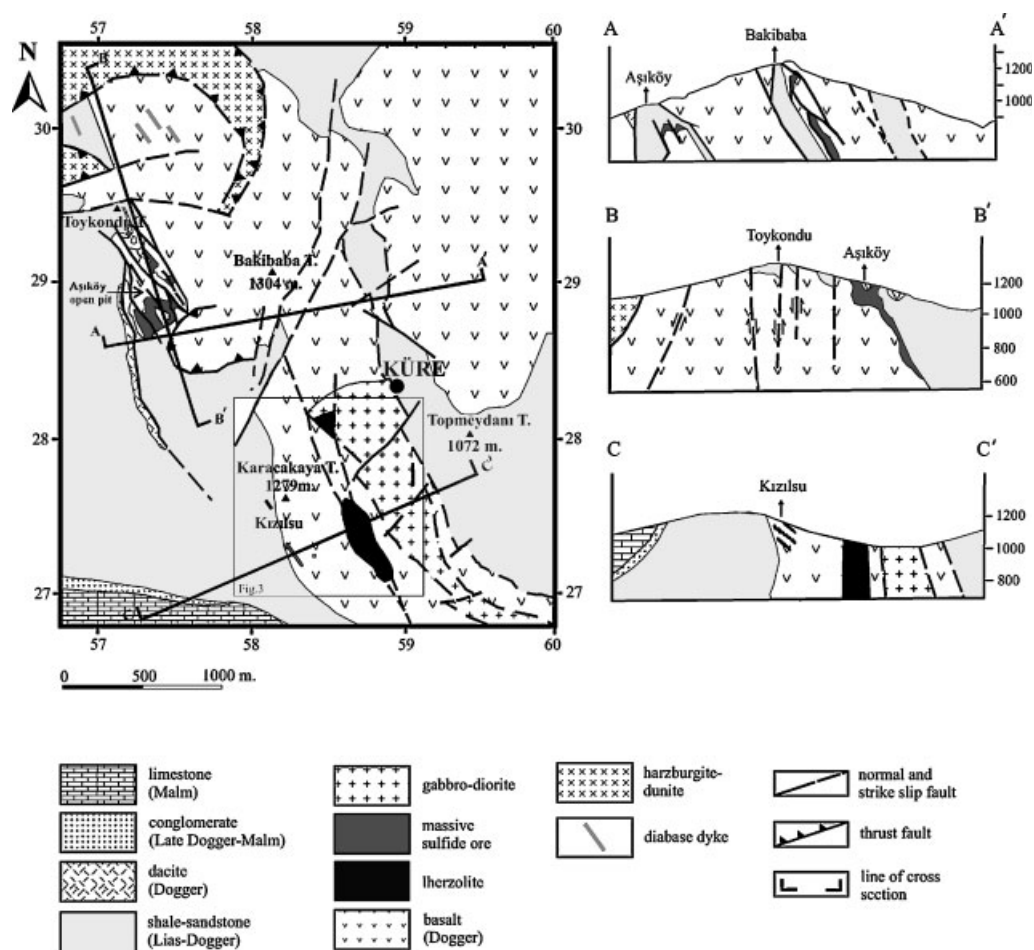 57 58 59 60
N
B
30 30
Toykondu T.
Bakibaba T.
1304 m.
29 29
Aşıköy
open pit
A A'
KÜRE
B'
Topmeydanı T.
1072 m.
28 28
Karacakaya T.
1279m.
C'
Kızılsu
Fig.3
27 27
C
57 58 59 60
0 500 1000 m.
A A'
Bakibaba
Aşıköy
1200
1000
B B'
Toykondu
Aşıköy
1200
1000
800
600
C C'
Kızılsu
1200
1000
800
limestone
(Malm)
conglomerate
(Late Dogger-Malm)
dacite
(Dogger)
shale-sandstone
(Lias-Dogger)
gabbro-diorite
massive
sulfide ore
lherzolite
basalt
(Dogger)
harzburgite-
dunite
diabase dyke
normal and
strike slip fault
thrust fault
line of cross
section